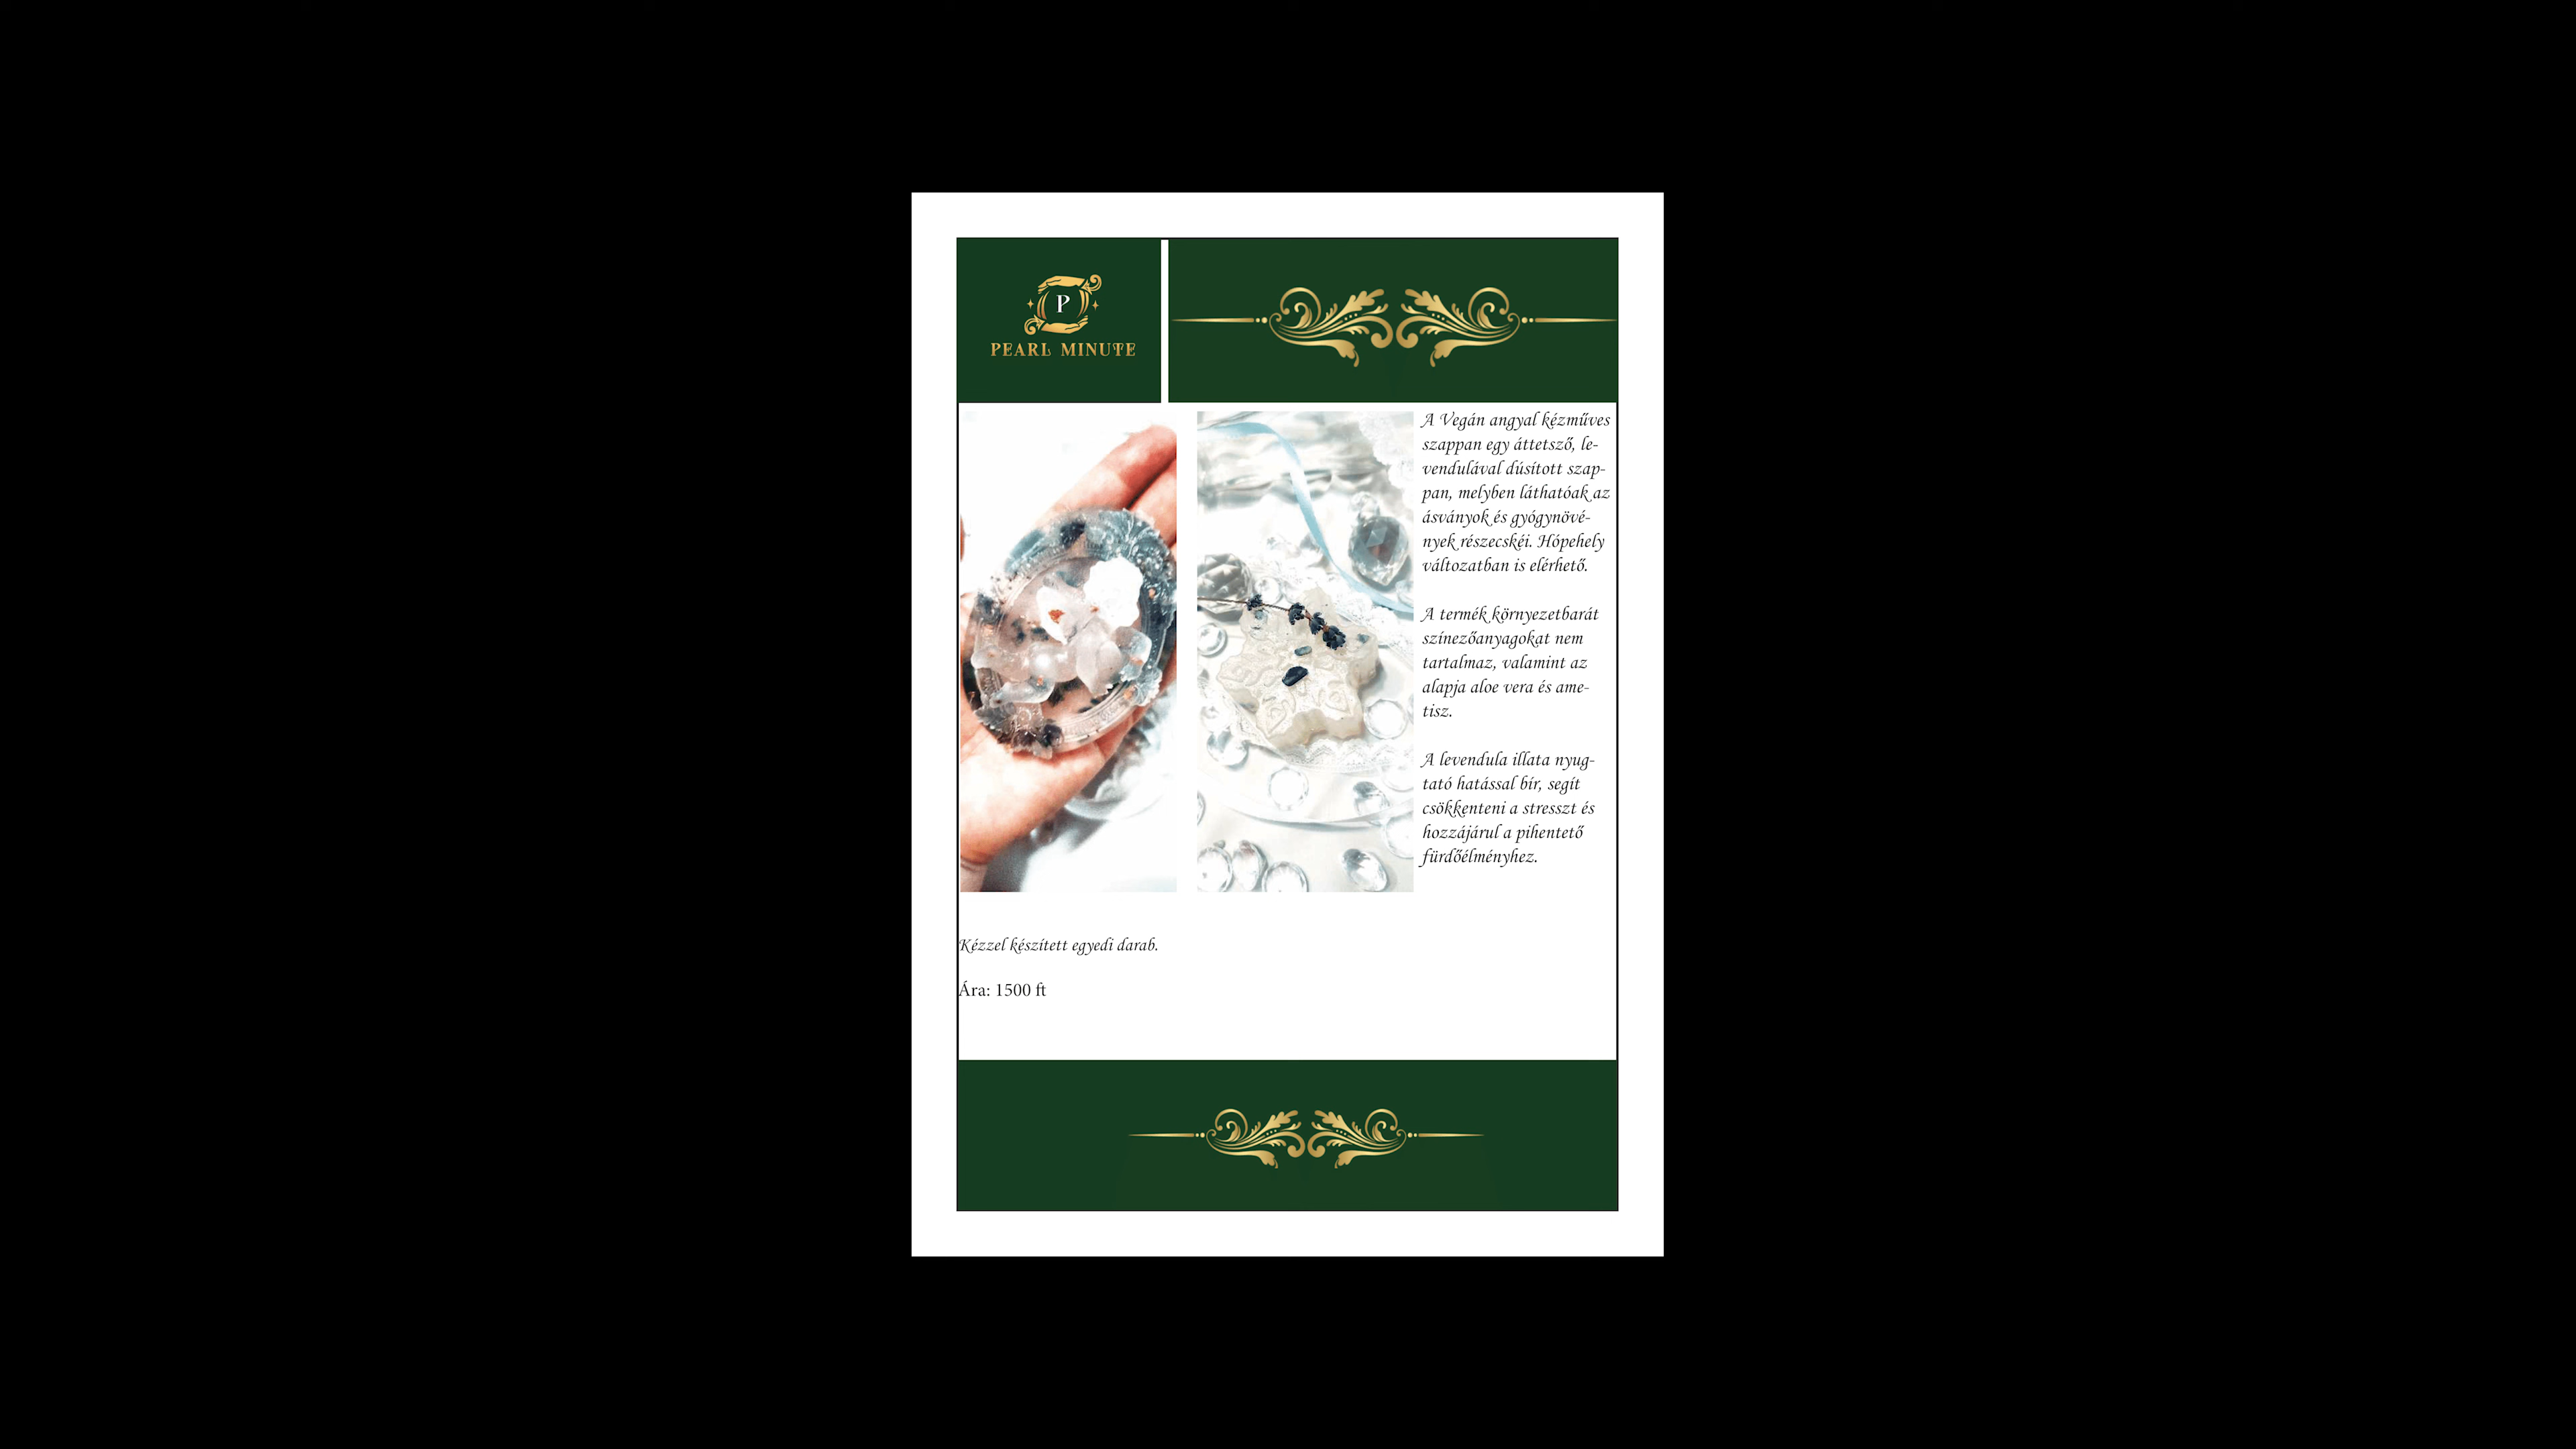 P
PEARL MINUTE
A Vegán angyal kézműves
szappan egy áttetsző, le-
vendulával dúsított szap-
pan, melyben láthatóak az
ásványok és gyógynövé-
nyek részecskéi. Hópehely
változatban is elérhető.
A termék környezetbarát
színezőanyagokat nem
tartalmaz, valamint az
alapja aloe vera és ame-
tisz.
A levendula illata nyug-
tató hatással bír, segít
csökkenteni a stresszt és
hozzájárul a pihentető
fürdőélményhez.
Kézzel készített egyedi darab.
Ára: 1500 ft